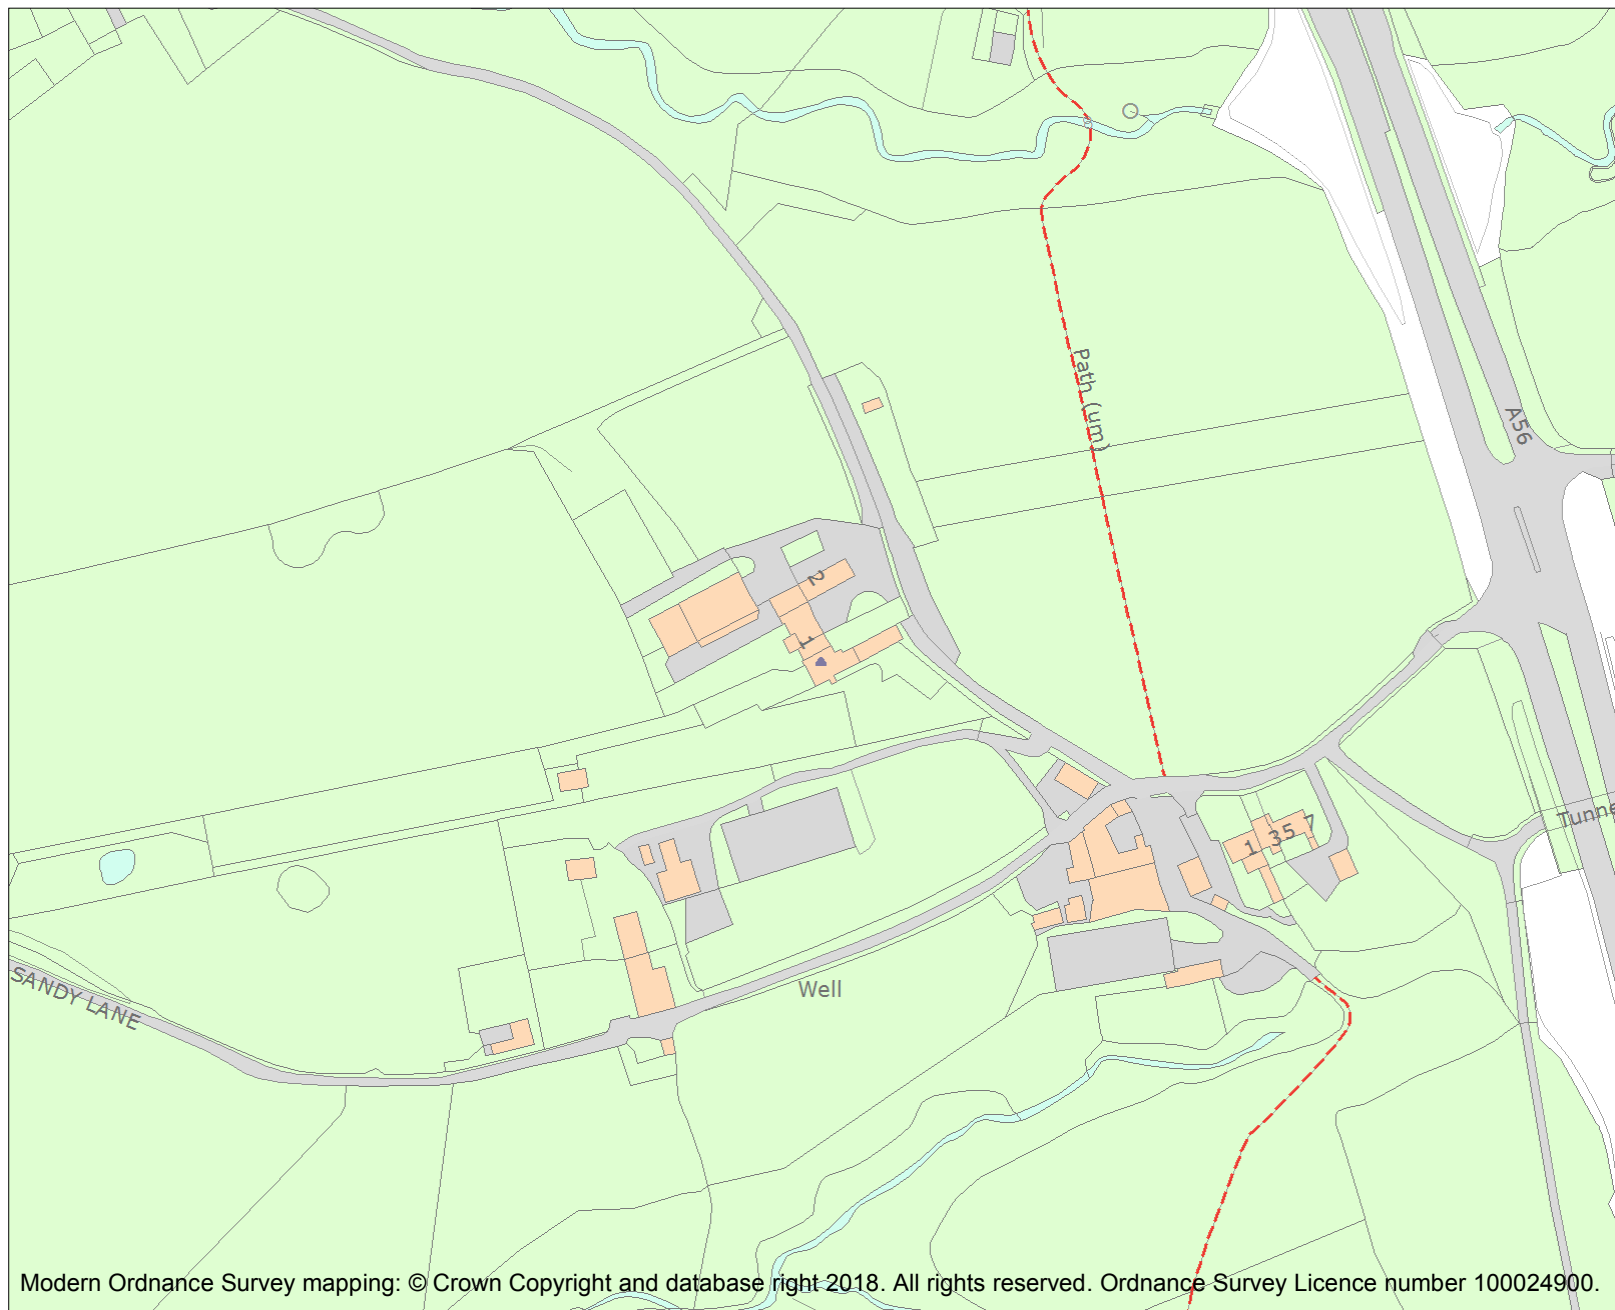 Path (um)
A56
2
1
1 3 5 7
Tunne
SANDY LANE
Well
Modern Ordnance Survey mapping: © Crown Copyright and database right 2018. All rights reserved. Ordnance Survey Licence number 100024900.